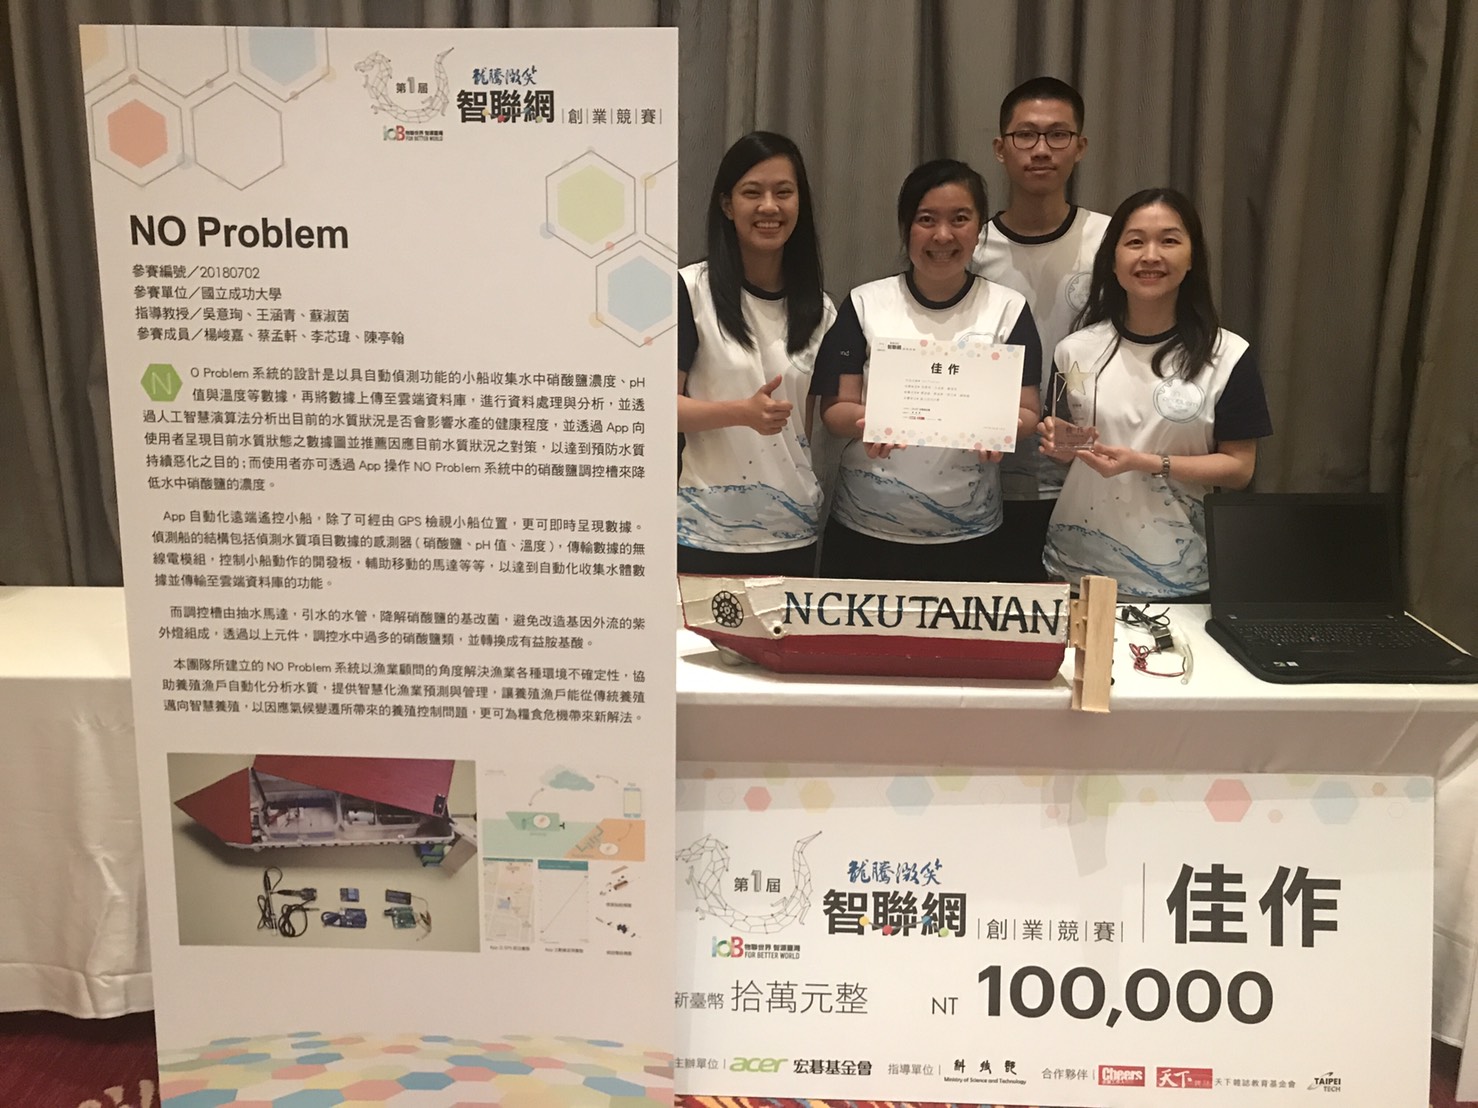 第1屆
龍騰微笑
智聯網 創業競賽
IOB 物聯世界 智源臺灣
FOR BETTER WORLD
NO Problem
參賽編號／20180702
參賽單位／國立成功大學
指導教授／吳意珣、王涵青、蘇淑茵
參賽成員／楊峻嘉、蔡孟軒、李芯瑋、陳亭翰
N O Problem 系統的設計是以具自動偵測功能的小船收集水中硝酸鹽濃度、pH
值與溫度等數據，再將數據上傳至雲端資料庫，進行資料處理與分析，並透
過人工智慧演算法分析出目前的水質狀況是否會影響水產的健康程度，並透過 App 向
使用者呈現目前水質狀態之數據圖並推薦因應目前水質狀況之對策，以達到預防水質
持續惡化之目的；而使用者亦可透過 App 操作 NO Problem 系統中的硝酸鹽調控槽來降
低水中硝酸鹽的濃度。
App 自動化遠端遙控小船，除了可經由 GPS 檢視小船位置，更可即時呈現數據。
偵測船的結構包括偵測水質項目數據的感測器（硝酸鹽、pH 值、溫度），傳輸數據的無
線電模組，控制小船動作的開發板，輔助移動的馬達等等，以達到自動化收集水體數
據並傳輸至雲端資料庫的功能。
而調控槽由抽水馬達，引水的水管，降解硝酸鹽的基改菌，避免改造基因外流的紫
外燈組成，透過以上元件，調控水中過多的硝酸鹽類，並轉換成有益胺基酸。
本團隊所建立的 NO Problem 系統以漁業顧問的角度解決漁業各種環境不確定性，協
助養殖漁戶自動化分析水質，提供智慧化漁業預測與管理，讓養殖漁戶能從傳統養殖
邁向智慧養殖，以因應氣候變遷所帶來的養殖控制問題，更可為糧食危機帶來新解法。
智聯網
佳作
NCKU TAINAN
第1屆
龍騰微笑
智聯網 創業競賽 佳作
IOB 物聯世界 智源臺灣
FOR BETTER WORLD
新臺幣 拾萬元整 NT 100,000
主辦單位 acer 宏碁基金會 指導單位 科技部 Ministry of Science and Technology 合作夥伴 Cheers 天下 天下雜誌教育基金會 TAIPEI TECH